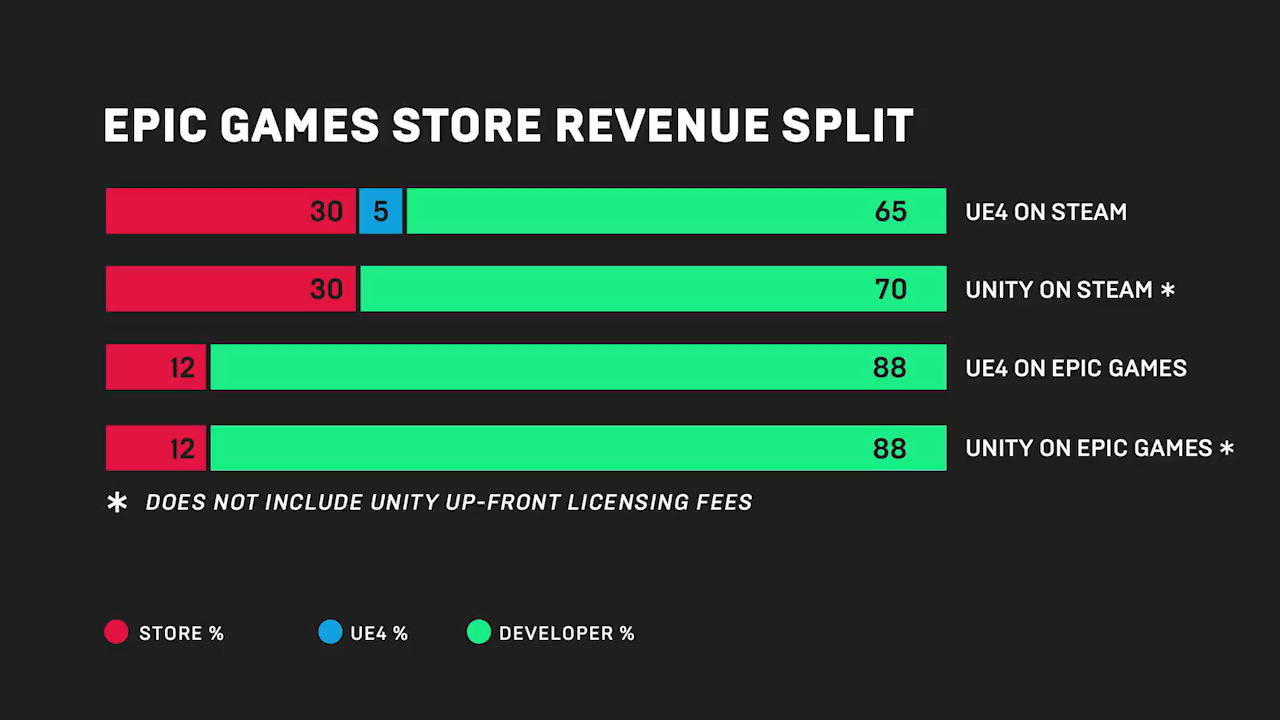 EPIC GAMES STORE REVENUE SPLIT
30 5 65 UE4 ON STEAM
30 70 UNITY ON STEAM *
12 88 UE4 ON EPIC GAMES
12 88 UNITY ON EPIC GAMES *
* DOES NOT INCLUDE UNITY UP-FRONT LICENSING FEES
STORE % UE4 % DEVELOPER %